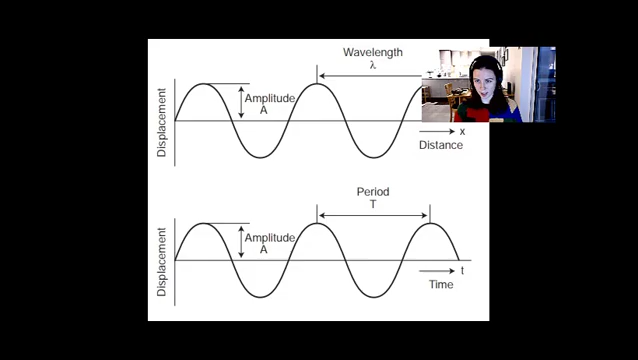 Wavelength
λ
Amplitude
A
Displacement
x
Distance
Period
T
Amplitude
A
Displacement
t
Time